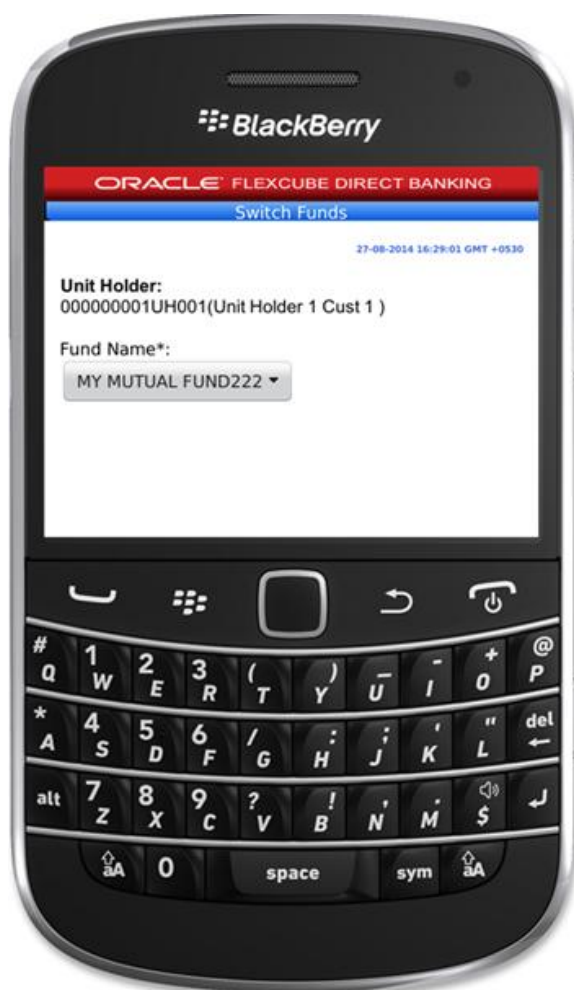 BlackBerry
ORACLE FLEXCUBE DIRECT BANKING
Switch Funds
27-08-2014 16:29:01 GMT +0530
Unit Holder:
000000001UH001(Unit Holder 1 Cust 1 )
Fund Name*:
MY MUTUAL FUND222
# 1 2 3 ( ) _ - + @
Q W E R T Y U I O P
* 4 5 6 / : ; ' " del
A S D F G H J K L
alt 7 8 9 ? ! , .
Z X C V B N M $
aA 0 space sym aA